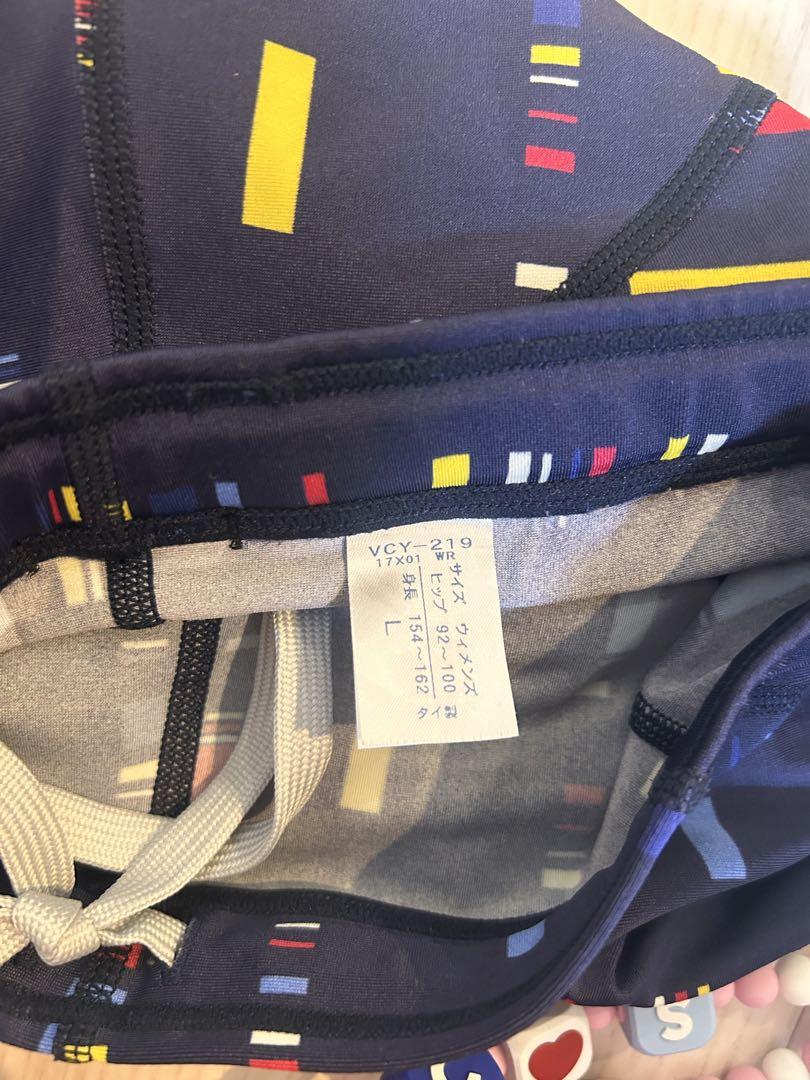 VCY-219
17X01 WR
サイズ ウィメンズ
ヒップ 92～100
身長 154～162
L
タイ製
S